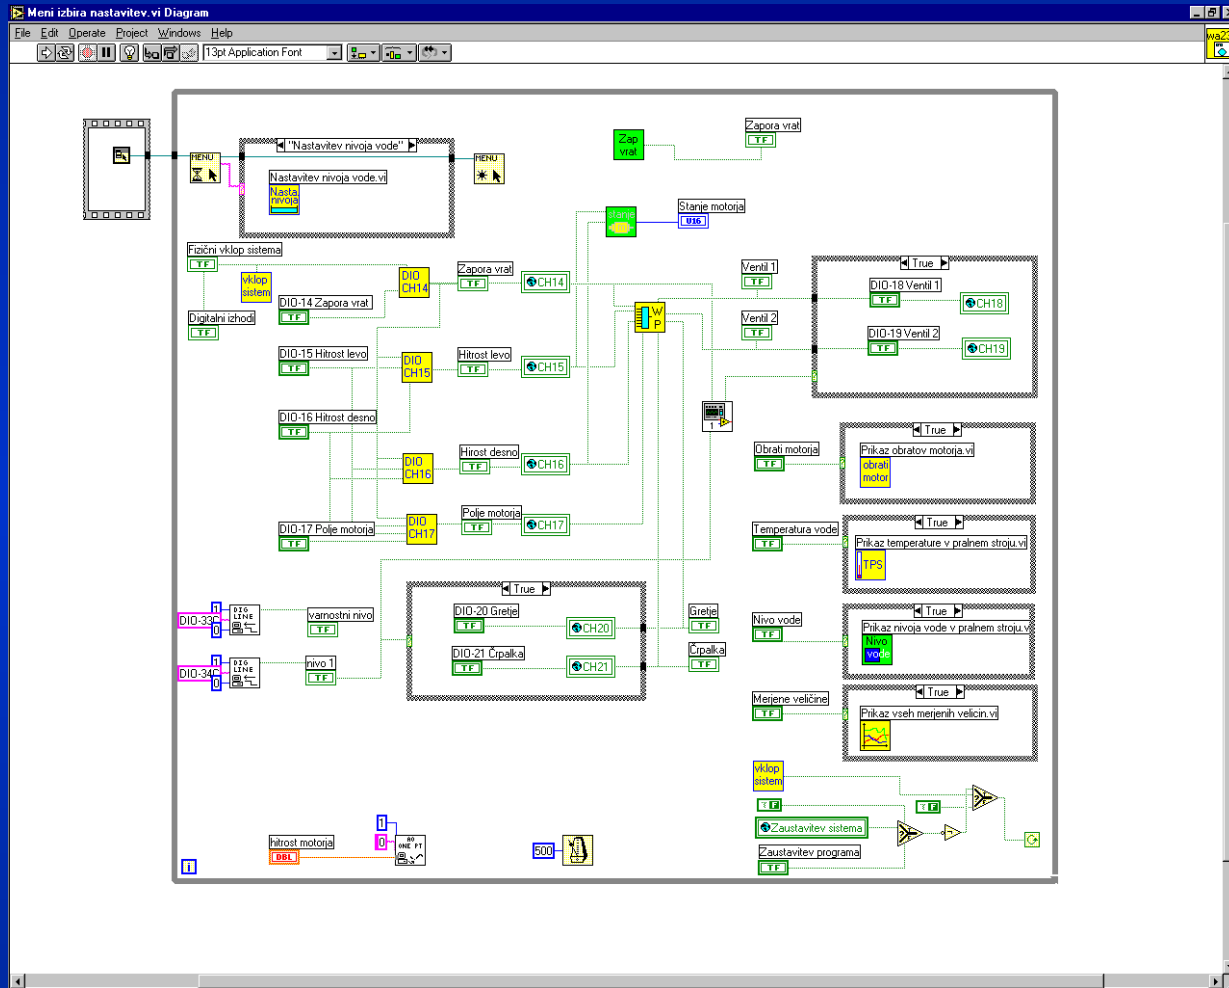 Meni izbira nastavitev.vi Diagram
File Edit Operate Project Windows Help
13pt Application Font
MENU
"Nastavitev nivoja vode"
Nastavitev nivoja vode.vi
Nasta.
nivoja
MENU
Zap
vrat
Zapora vrat
TF
stanje
Stanje motorja
U16
Fizični vklop sistema
TF
vklop
sistem
Digitalni izhodi
TF
DIO-14 Zapora vrat
TF
DIO
CH14
Zapora vrat
TF
CH14
DIO-15 Hitrost levo
TF
DIO
CH15
Hitrost levo
TF
CH15
DIO-16 Hitrost desno
TF
DIO
CH16
Hirost desno
TF
CH16
DIO-17 Polje motorja
TF
DIO
CH17
Polje motorja
TF
CH17
W
P
1
Ventil 1
TF
Ventil 2
TF
True
DIO-18 Ventil 1
TF
CH18
DIO-19 Ventil 2
TF
CH19
Obrati motorja
TF
True
Prikaz obratov motorja.vi
obrati
motor
Temperatura vode
TF
True
Prikaz temperature v pralnem stroju.vi
TPS
Nivo vode
TF
True
Prikaz nivoja vode v pralnem stroju.v
Nivo
vode
Merjene veličine
TF
True
Prikaz vseh merjenih velicin.vi
1
DIO-33
0
DIG
LINE
varnostni nivo
TF
1
DIO-34
0
DIG
LINE
nivo 1
TF
True
DIO-20 Gretje
TF
CH20
DIO-21 Črpalka
TF
CH21
Gretje
TF
Črpalka
TF
vklop
sistem
F
F
Zaustavitev sistema
Zaustavitev programa
TF
hitrost motorja
DBL
1
0
AO
ONE PT
500
i